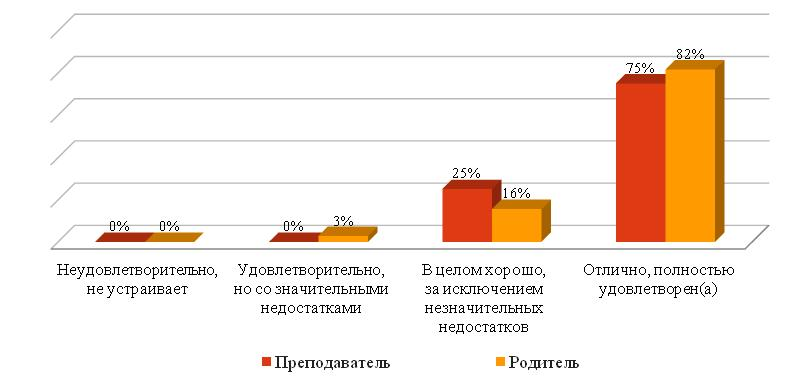 75%
82%
25%
16%
0%
0%
0%
3%
Неудовлетворительно,
не устраивает
Удовлетворительно,
но со значительными
недостатками
В целом хорошо,
за исключением
незначительных
недостатков
Отлично, полностью
удовлетворен(а)
Преподаватель
Родитель